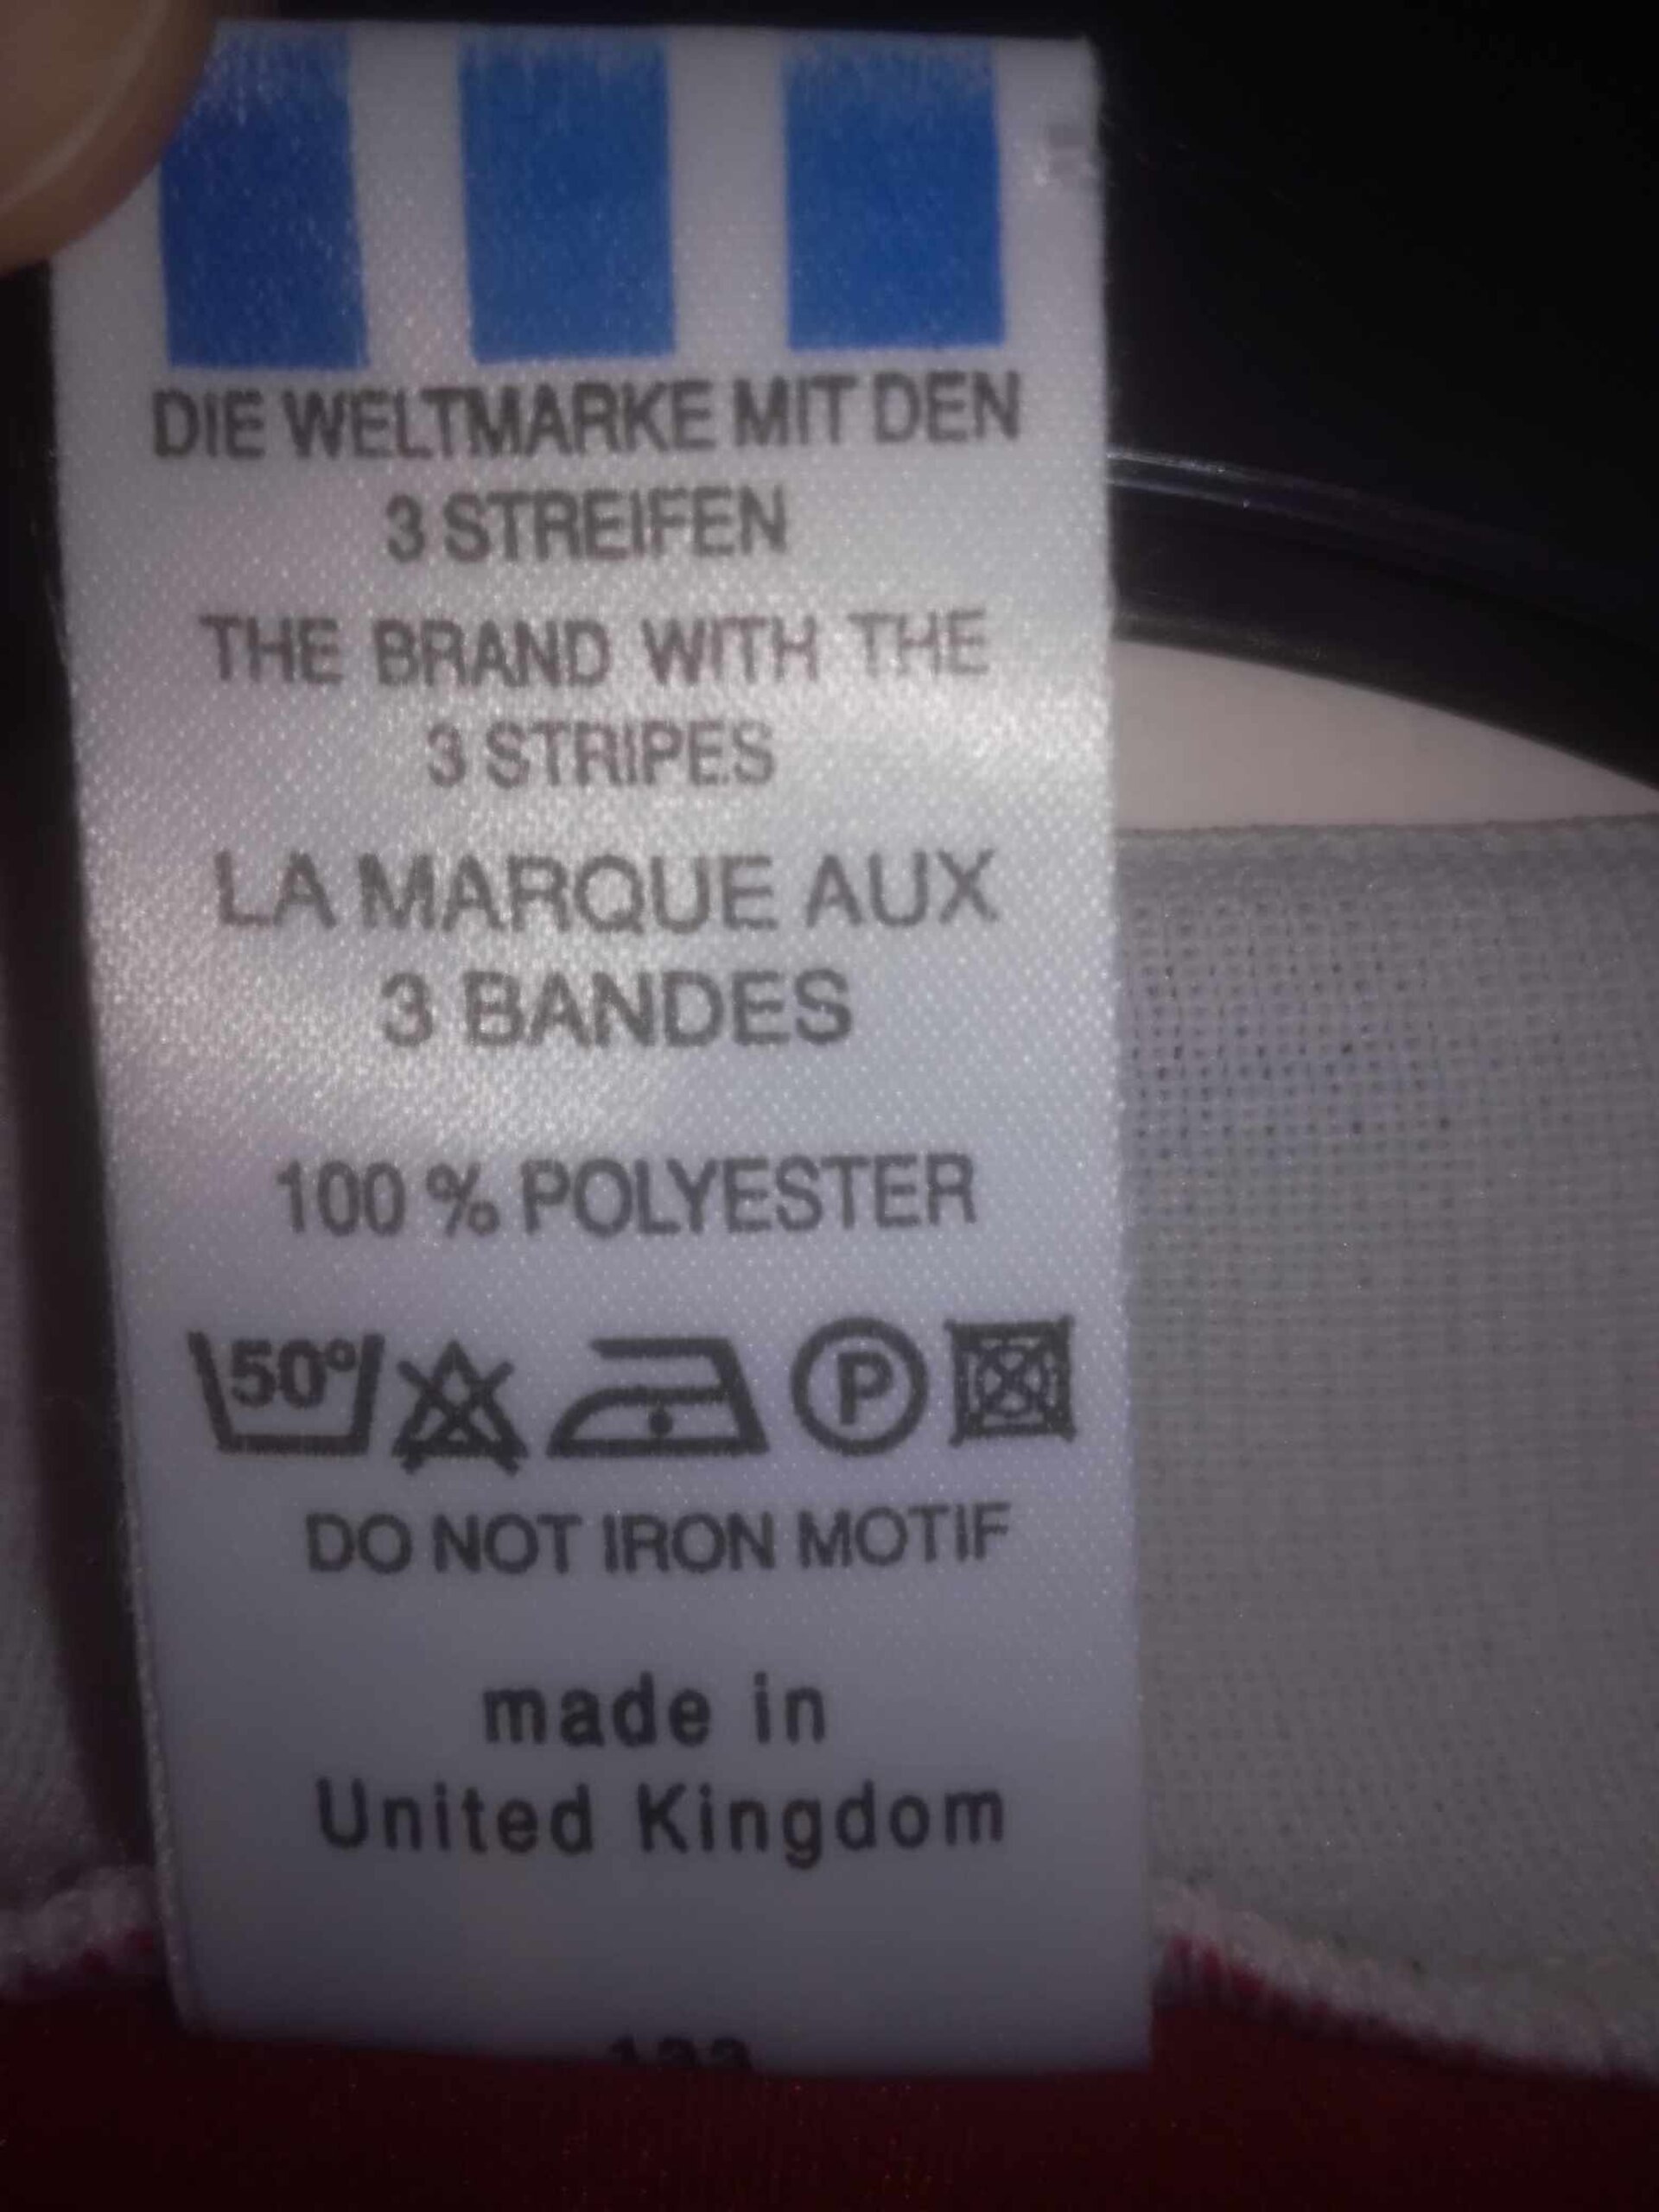 DIE WELTMARKE MIT DEN
3 STREIFEN
THE BRAND WITH THE
3 STRIPES
LA MARQUE AUX
3 BANDES
100 % POLYESTER
50° P
DO NOT IRON MOTIF
made in
United Kingdom